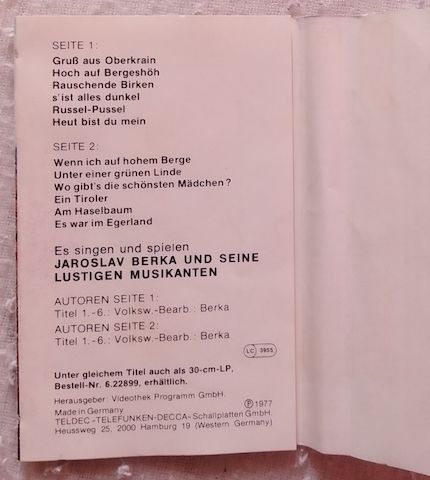 SEITE 1:
Gruß aus Oberkrain
Hoch auf Bergeshöh
Rauschende Birken
s'ist alles dunkel
Russel-Pussel
Heut bist du mein
SEITE 2:
Wenn ich auf hohem Berge
Unter einer grünen Linde
Wo gibt's die schönsten Mädchen?
Ein Tiroler
Am Haselbaum
Es war im Egerland
Es singen und spielen
JAROSLAV BERKA UND SEINE
LUSTIGEN MUSIKANTEN
AUTOREN SEITE 1:
Titel 1.-6.: Volksw.-Bearb.: Berka
AUTOREN SEITE 2:
Titel 1.-6.: Volksw.-Bearb.: Berka
LC 3955
Unter gleichem Titel auch als 30-cm-LP,
Bestell-Nr. 6.22899, erhältlich.
Herausgeber: Videothek Programm GmbH.
Made in Germany ℗ 1977
TELDEC »TELEFUNKEN-DECCA«Schallplatten GmbH.
Heussweg 25, 2000 Hamburg 19 (Western Germany)